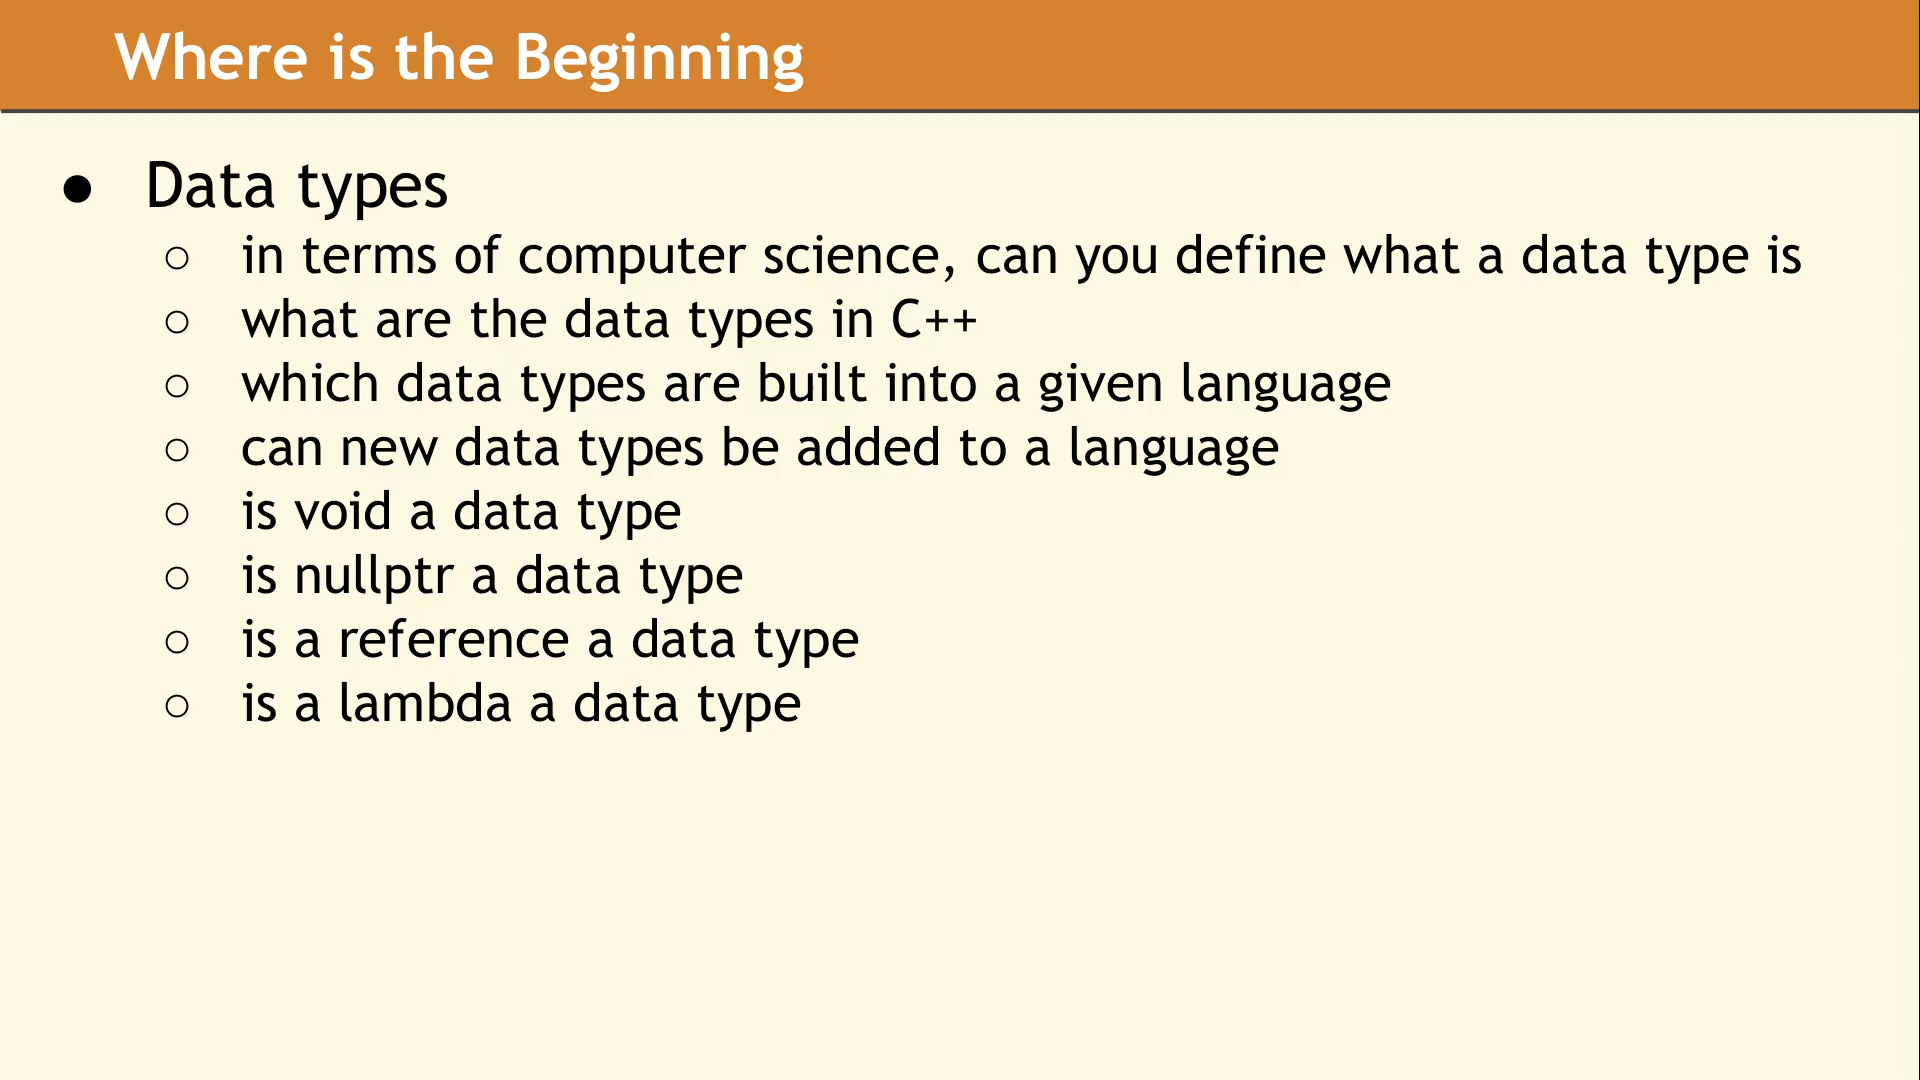 Where is the Beginning
● Data types
○ in terms of computer science, can you define what a data type is
○ what are the data types in C++
○ which data types are built into a given language
○ can new data types be added to a language
○ is void a data type
○ is nullptr a data type
○ is a reference a data type
○ is a lambda a data type